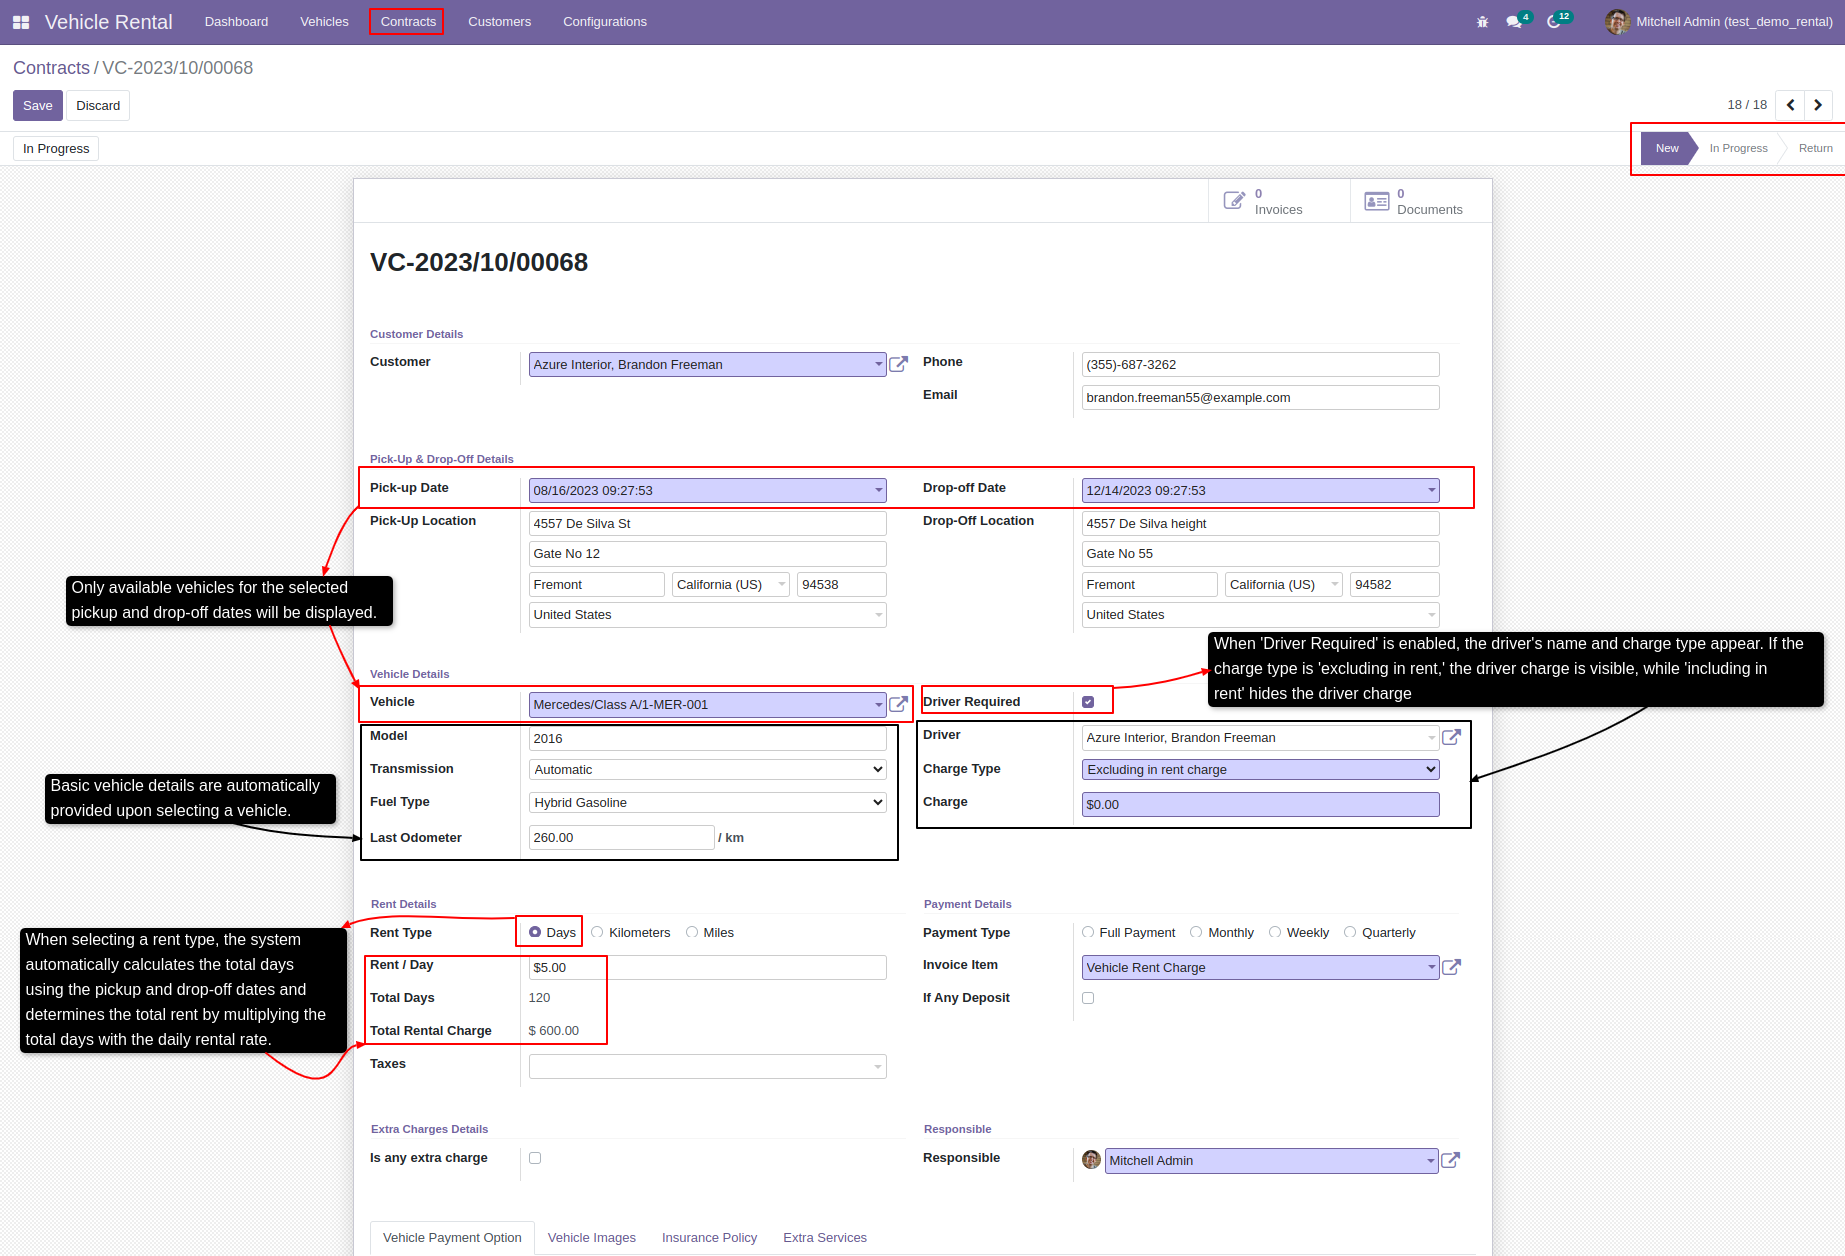 Vehicle Rental Dashboard Vehicles Contracts Customers Configurations 4 12 Mitchell Admin (test_demo_rental)
Contracts / VC-2023/10/00068
Save Discard 18 / 18
In Progress New In Progress Return
0
Invoices
0
Documents
VC-2023/10/00068
Customer Details
Customer Azure Interior, Brandon Freeman
Phone (355)-687-3262
Email brandon.freeman55@example.com
Pick-Up & Drop-Off Details
Pick-up Date 08/16/2023 09:27:53
Drop-off Date 12/14/2023 09:27:53
Pick-Up Location 4557 De Silva St
Gate No 12
Fremont California (US) 94538
United States
Drop-Off Location 4557 De Silva height
Gate No 55
Fremont California (US) 94582
United States
Only available vehicles for the selected
pickup and drop-off dates will be displayed.
When 'Driver Required' is enabled, the driver's name and charge type appear. If the
charge type is 'excluding in rent,' the driver charge is visible, while 'including in
rent' hides the driver charge
Vehicle Details
Vehicle Mercedes/Class A/1-MER-001
Model 2016
Transmission Automatic
Fuel Type Hybrid Gasoline
Last Odometer 260.00 / km
Driver Required
Driver Azure Interior, Brandon Freeman
Charge Type Excluding in rent charge
Charge $0.00
Basic vehicle details are automatically
provided upon selecting a vehicle.
Rent Details
Rent Type Days Kilometers Miles
Rent / Day $5.00
Total Days 120
Total Rental Charge $ 600.00
Taxes
Payment Details
Payment Type Full Payment Monthly Weekly Quarterly
Invoice Item Vehicle Rent Charge
If Any Deposit
When selecting a rent type, the system
automatically calculates the total days
using the pickup and drop-off dates and
determines the total rent by multiplying the
total days with the daily rental rate.
Extra Charges Details
Is any extra charge
Responsible
Responsible Mitchell Admin
Vehicle Payment Option Vehicle Images Insurance Policy Extra Services